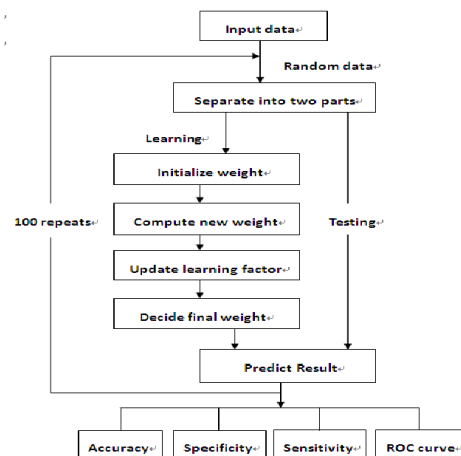 ,
Input data
,
Random data
Separate into two parts
Learning
Initialize weight
100 repeats
Compute new weight
Testing
Update learning factor
Decide final weight
Predict Result
Accuracy
Specificity
Sensitivity
ROC curve